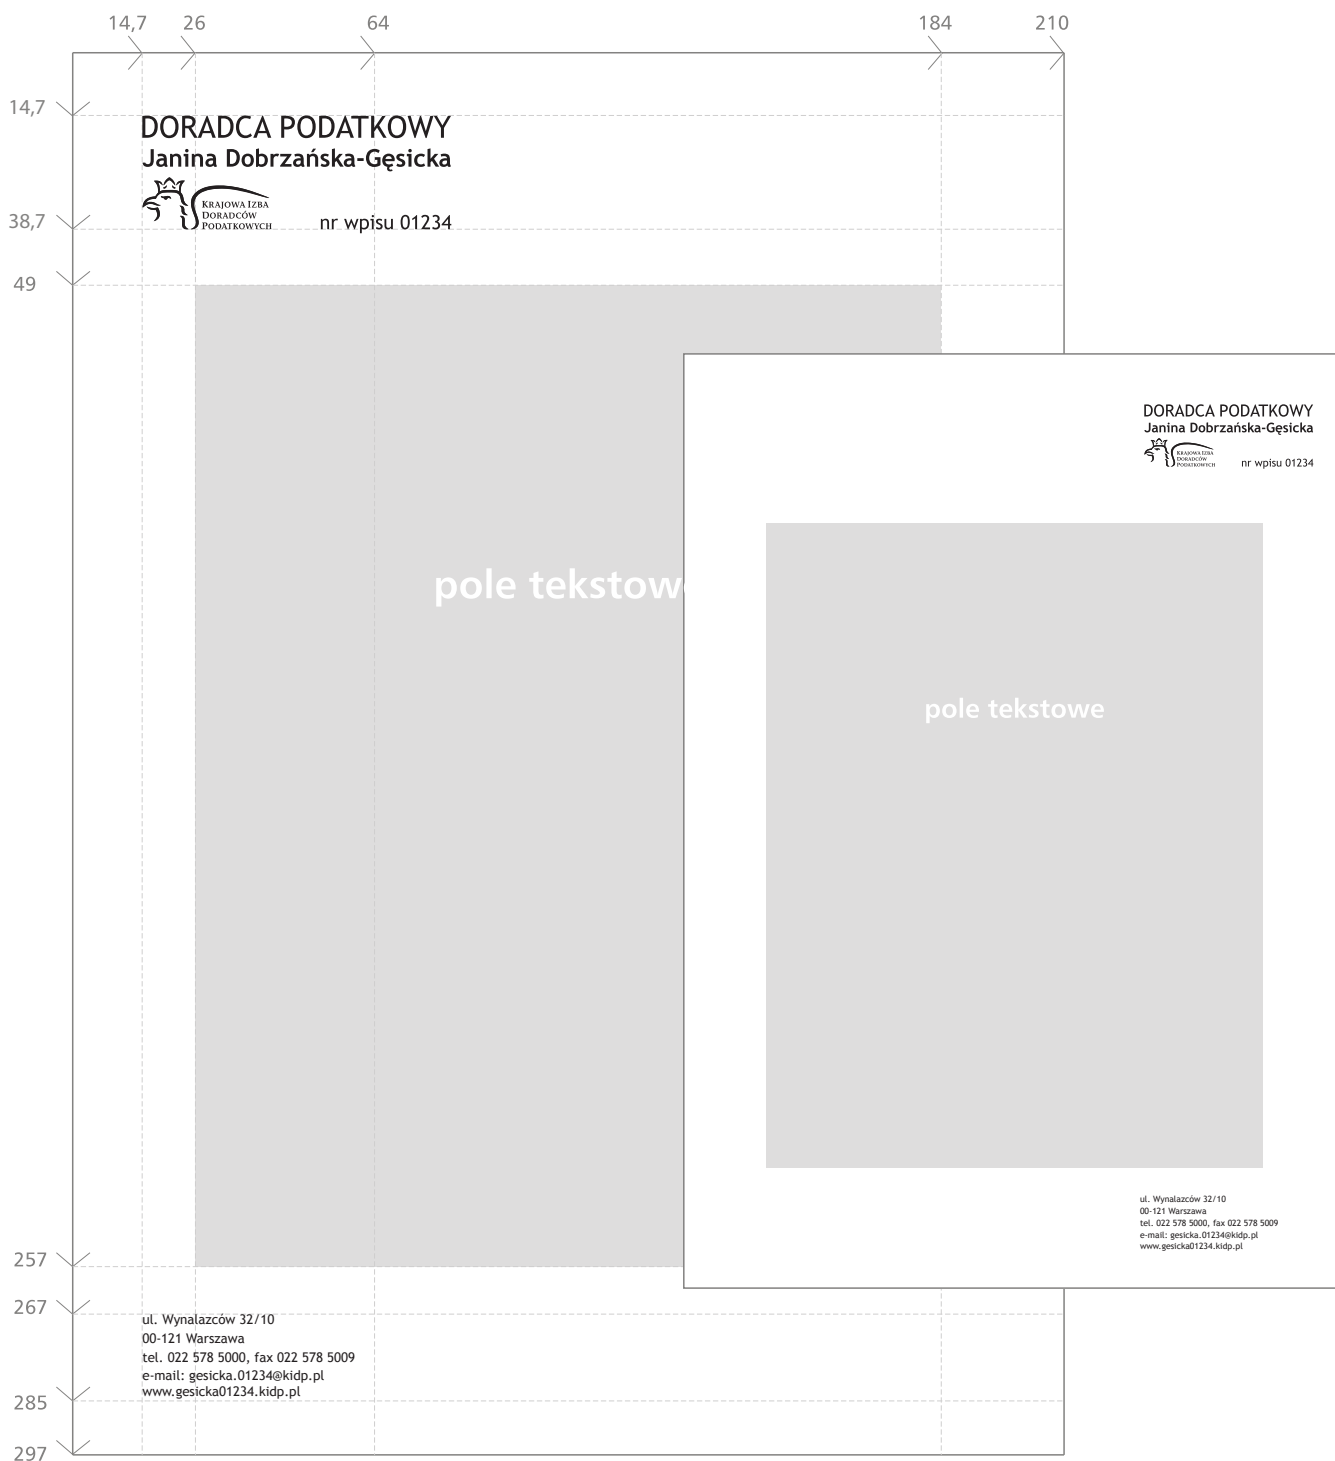 14,7 26 64 184 210
14,7
DORADCA PODATKOWY
Janina Dobrzańska-Gęsicka
KRAJOWA IZBA
DORADCÓW
PODATKOWYCH
nr wpisu 01234
38,7
49
pole tekstow
257
267
ul. Wynalazców 32/10
00-121 Warszawa
tel. 022 578 5000, fax 022 578 5009
e-mail: gesicka.01234@kidp.pl
www.gesicka01234.kidp.pl
285
297
DORADCA PODATKOWY
Janina Dobrzańska-Gęsicka
KRAJOWA IZBA
DORADCÓW
PODATKOWYCH
nr wpisu 01234
pole tekstowe
ul. Wynalazców 32/10
00-121 Warszawa
tel. 022 578 5000, fax 022 578 5009
e-mail: gesicka.01234@kidp.pl
www.gesicka01234.kidp.pl